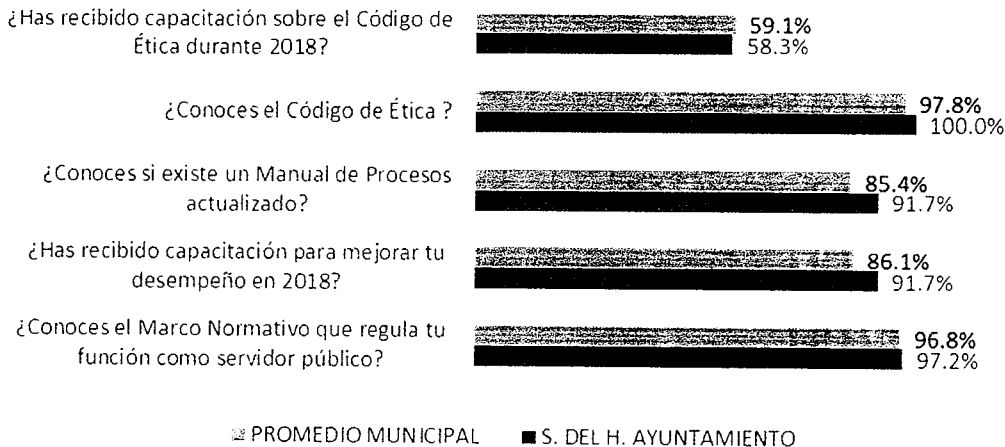 ¿Has recibido capacitación sobre el Código de
Ética durante 2018?
59.1%
58.3%
¿Conoces el Código de Ética ?
97.8%
100.0%
¿Conoces si existe un Manual de Procesos
actualizado?
85.4%
91.7%
¿Has recibido capacitación para mejorar tu
desempeño en 2018?
86.1%
91.7%
¿Conoces el Marco Normativo que regula tu
función como servidor público?
96.8%
97.2%
PROMEDIO MUNICIPAL
S. DEL H. AYUNTAMIENTO